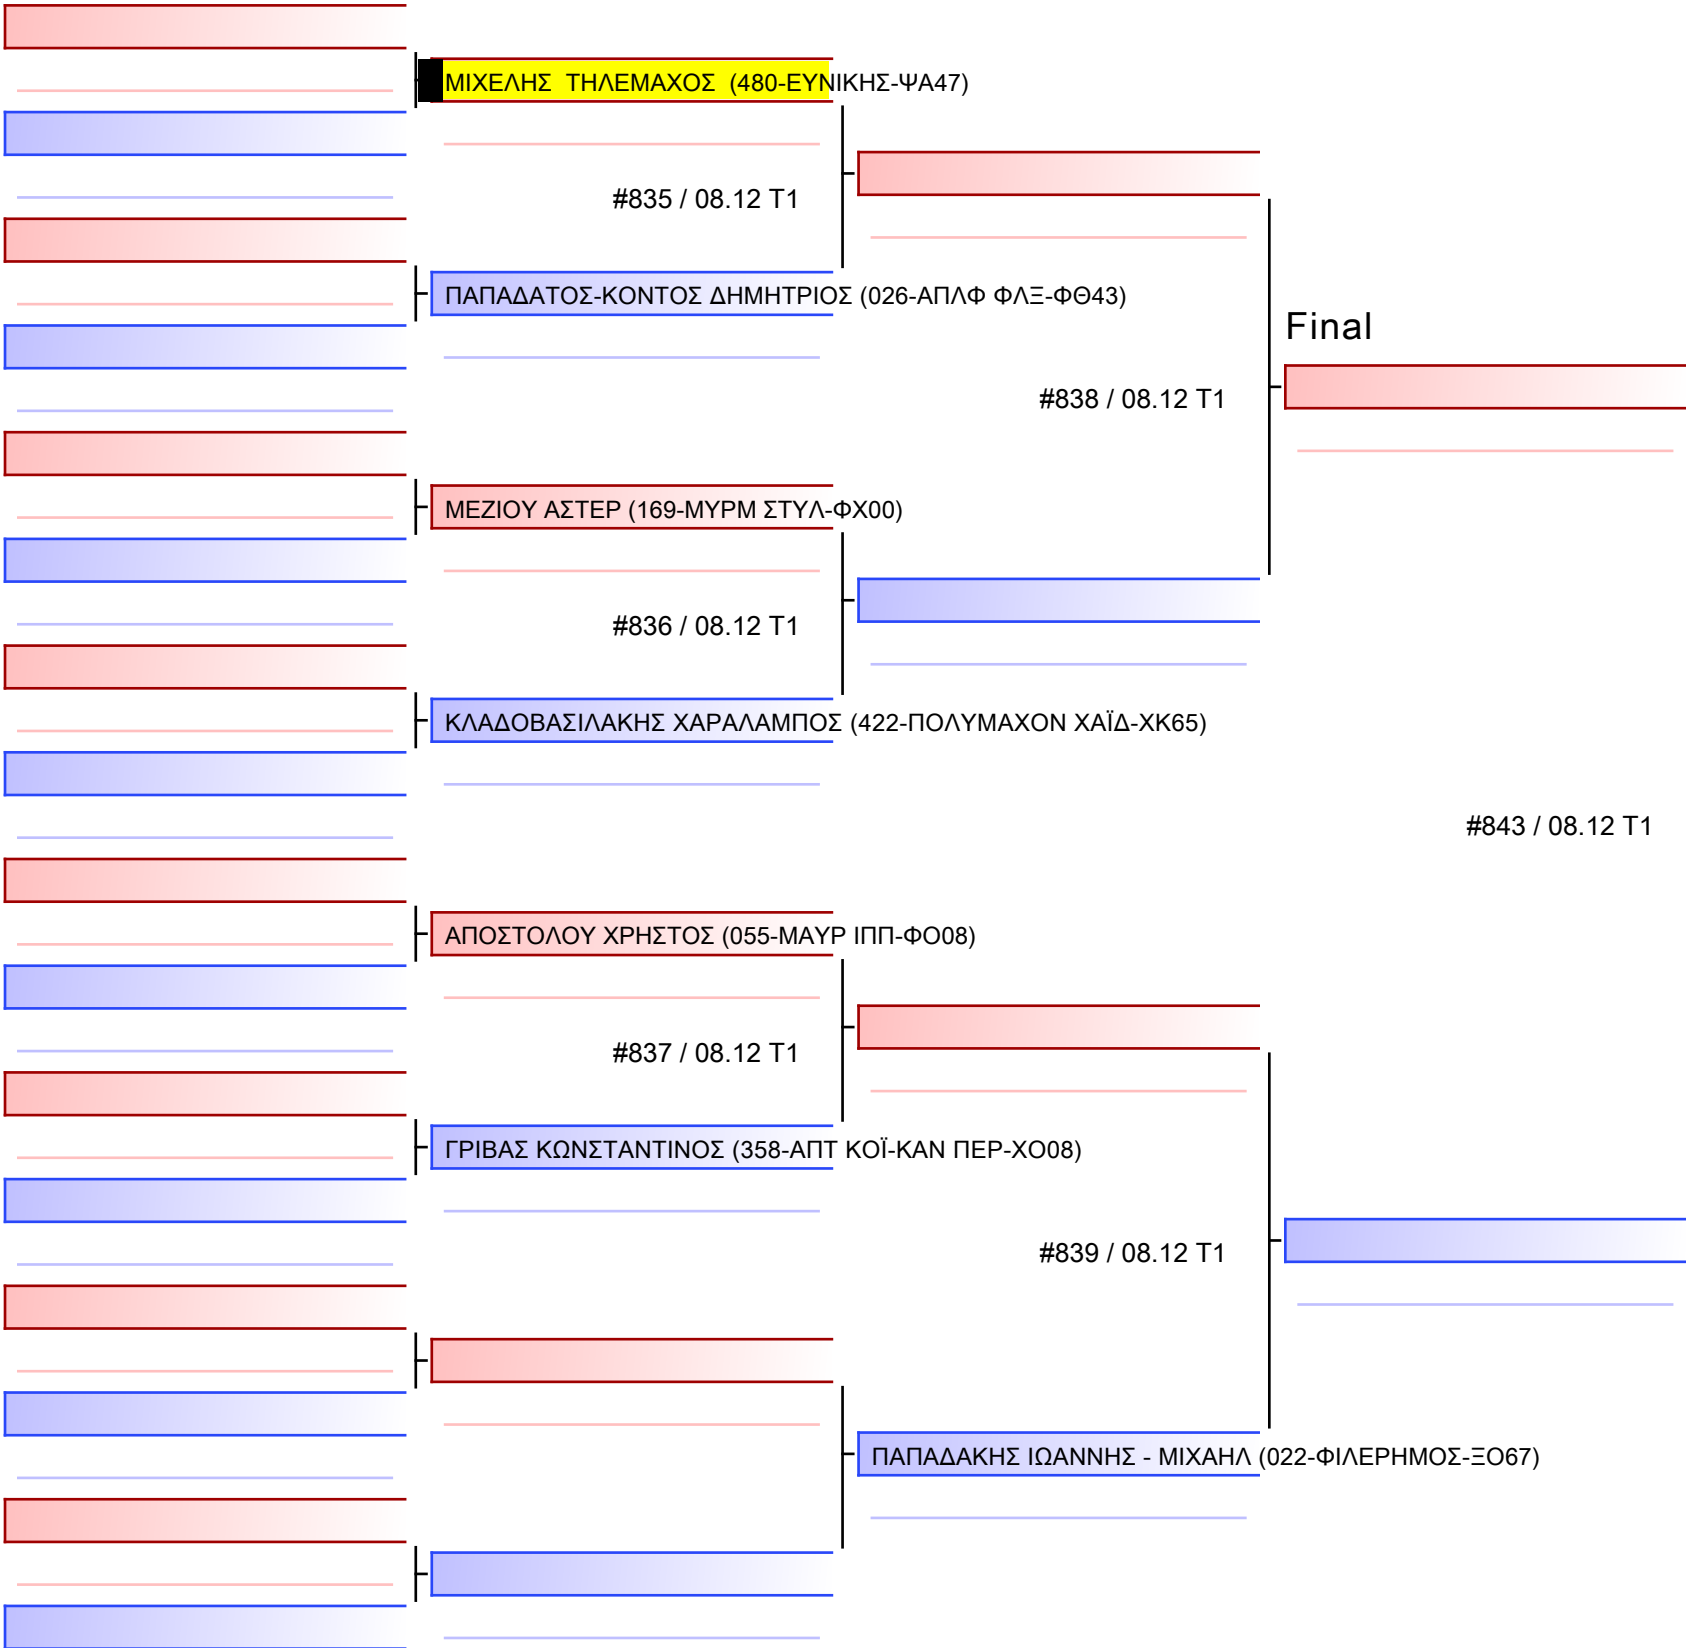 ΜΙΧΕΛΗΣ ΤΗΛΕΜΑΧΟΣ (480-ΕΥΝΙΚΗΣ-ΨΑ47)
#835 / 08.12 T1
ΠΑΠΑΔΑΤΟΣ-ΚΟΝΤΟΣ ΔΗΜΗΤΡΙΟΣ (026-ΑΠΛΦ ΦΛΞ-ΦΘ43)
Final
#838 / 08.12 T1
ΜΕΖΙΟΥ ΑΣΤΕΡ (169-ΜΥΡΜ ΣΤΥΛ-ΦΧ00)
#836 / 08.12 T1
ΚΛΑΔΟΒΑΣΙΛΑΚΗΣ ΧΑΡΑΛΑΜΠΟΣ (422-ΠΟΛΥΜΑΧΟΝ ΧΑΪΔ-ΧΚ65)
#843 / 08.12 T1
ΑΠΟΣΤΟΛΟΥ ΧΡΗΣΤΟΣ (055-ΜΑΥΡ ΙΠΠ-ΦΟ08)
#837 / 08.12 T1
ΓΡΙΒΑΣ ΚΩΝΣΤΑΝΤΙΝΟΣ (358-ΑΠΤ ΚΟΪ-ΚΑΝ ΠΕΡ-ΧΟ08)
#839 / 08.12 T1
ΠΑΠΑΔΑΚΗΣ ΙΩΑΝΝΗΣ - ΜΙΧΑΗΛ (022-ΦΙΛΕΡΗΜΟΣ-ΞΟ67)